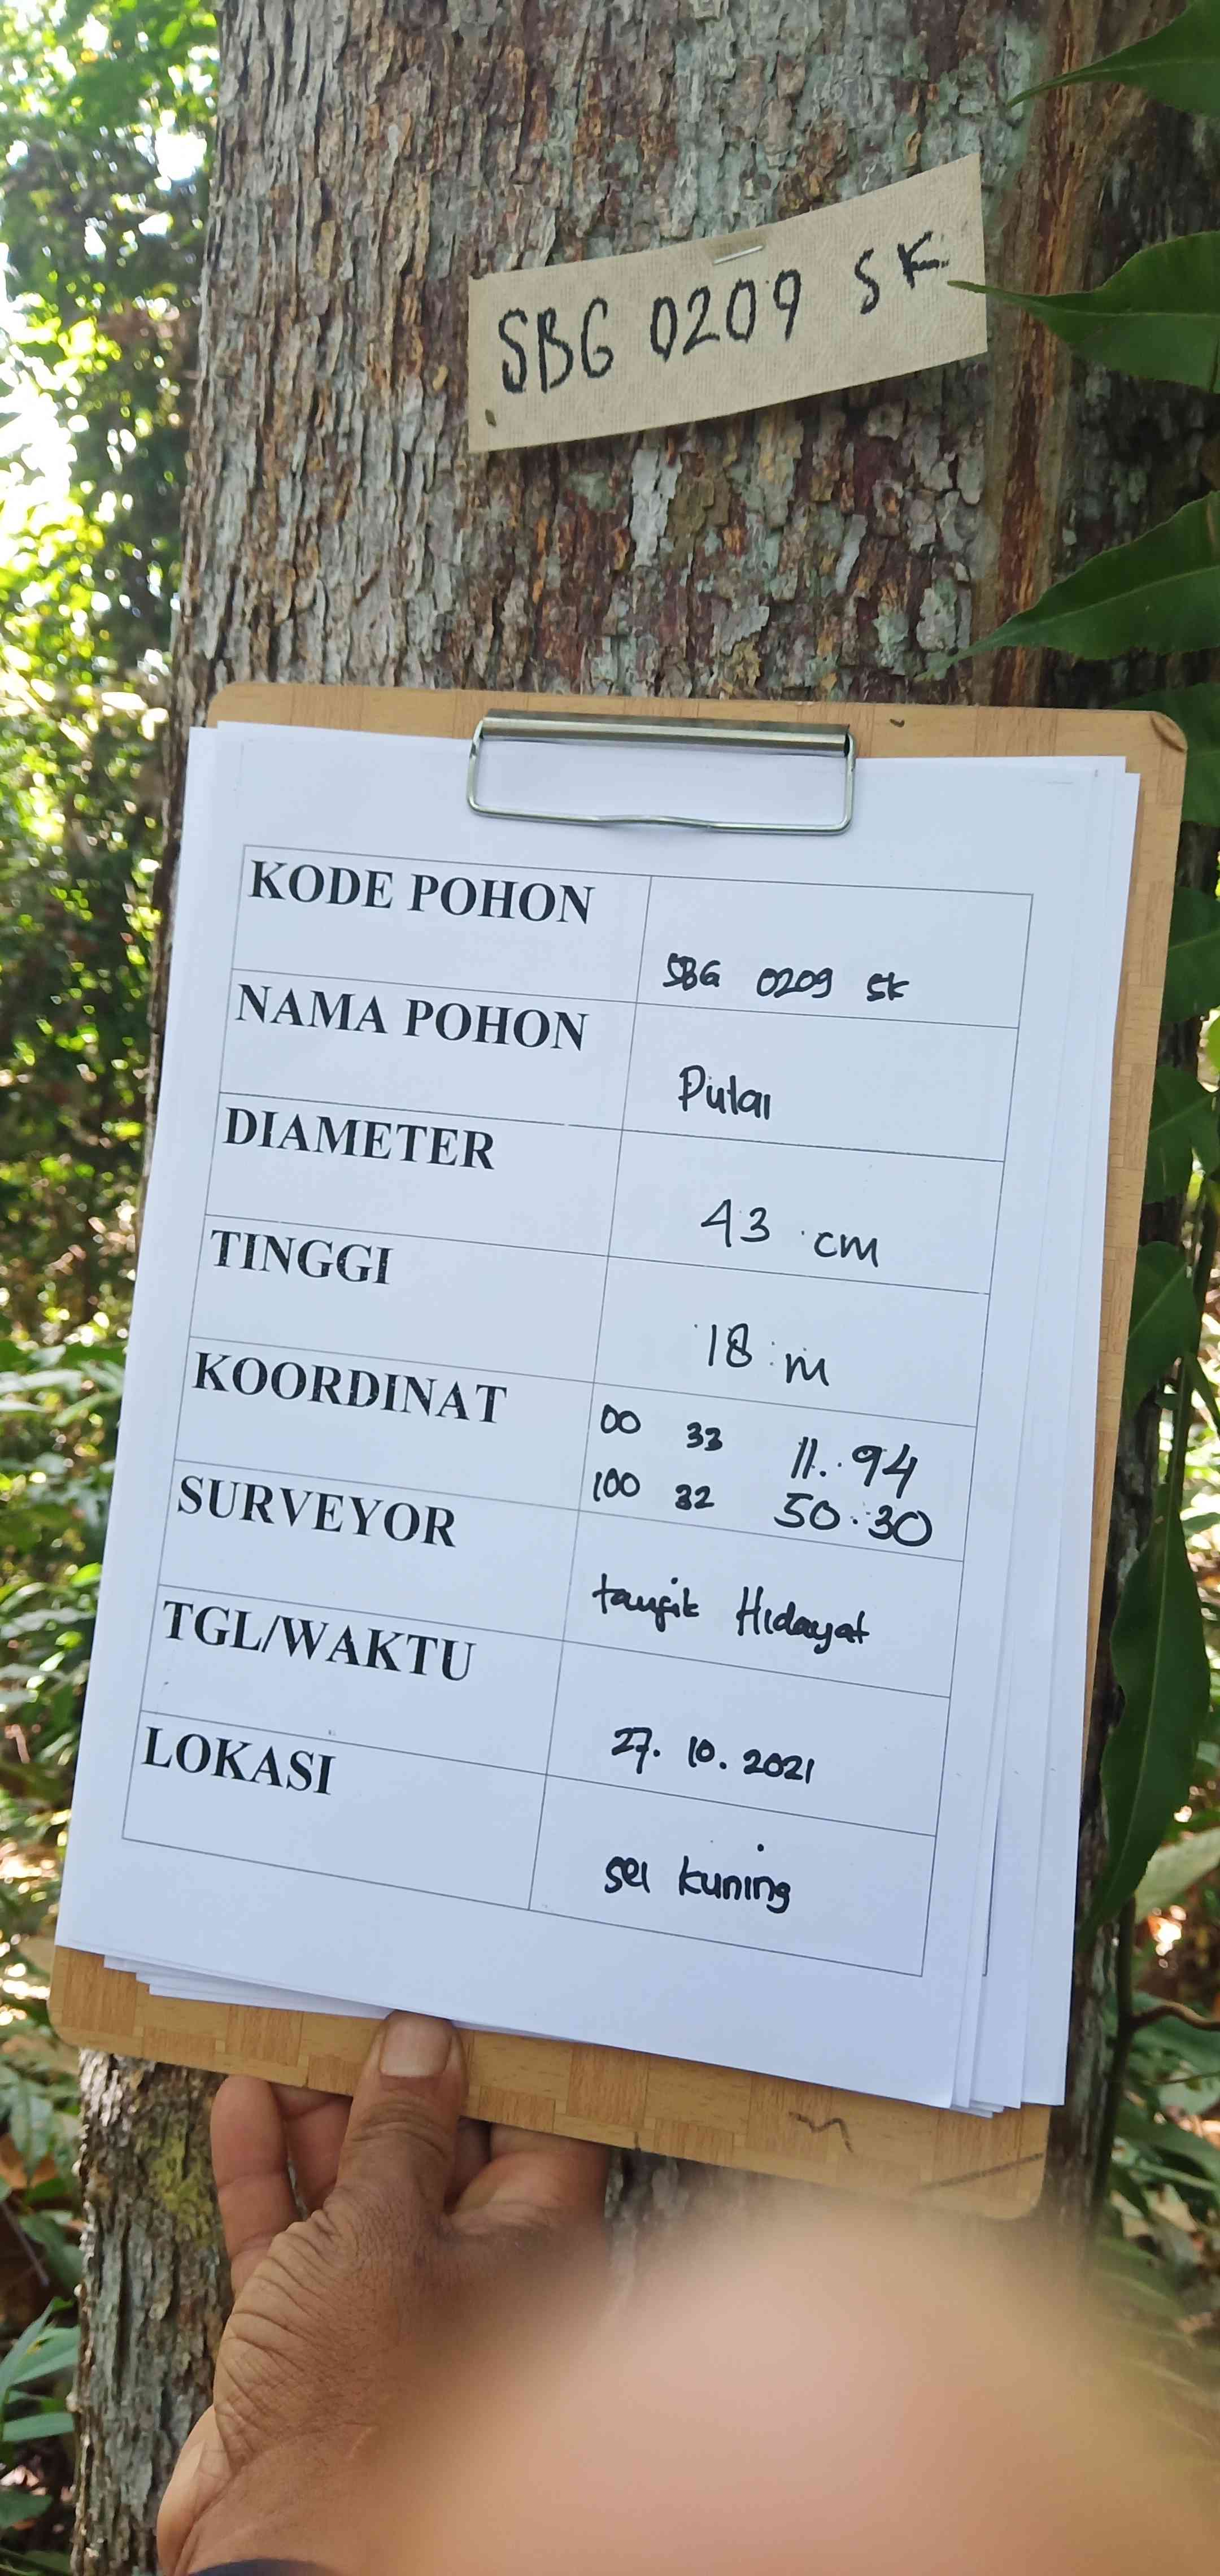 SBG 0209 SK
KODE POHON
SBG 0209 SK
NAMA POHON
Pulai
DIAMETER
43 cm
TINGGI
18 m
KOORDINAT
00 33 11.94
100 32 50.30
SURVEYOR
taufik Hidayat
TGL/WAKTU
27.10.2021
LOKASI
sei kuning